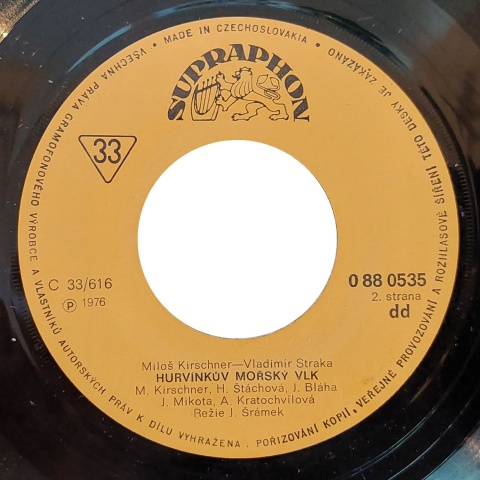 VŠECHNA PRÁVA GRAMOFONOVÉHO VÝROBCE A VLASTNÍKŮ AUTORSKÝCH PRÁV K DÍLU VYHRAŽENA. POŘIZOVÁNÍ KOPIÍ, VEŘEJNÉ PROVOZOVÁNÍ A ROZHLASOVÉ ŠÍŘENÍ TÉTO DESKY JE ZAKÁZÁNO
• MADE IN CZECHOSLOVAKIA •
SUPRAPHON
33
C 33/616
Ⓟ 1976
0 88 0535
2. strana
dd
Miloš Kirschner—Vladimír Straka
HURVÍNKŮV MOŘSKÝ VLK
M. Kirschner, H. Štáchová, J. Bláha
J. Mikota, A. Kratochvílová
Režie J. Šrámek